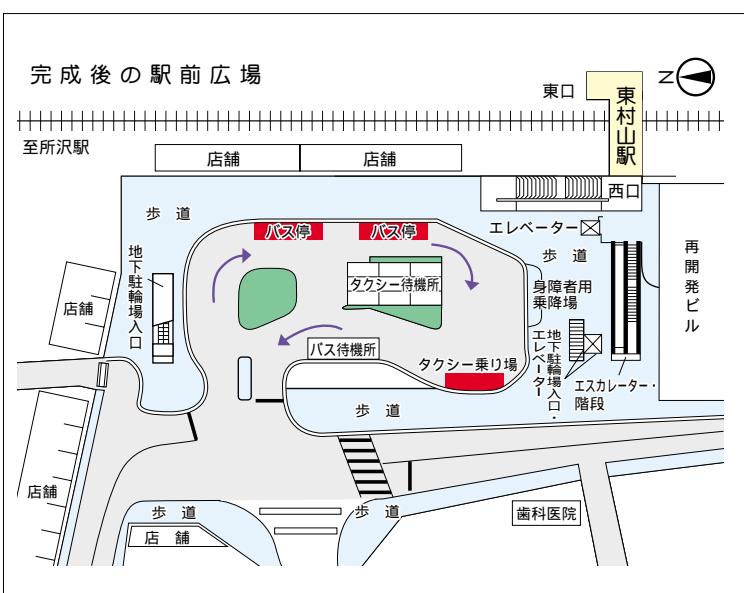 完成後の駅前広場
東口
東村山駅
N
至所沢駅
店舗
店舗
西口
歩道
バス停
バス停
エレベーター
歩道
再開発ビル
地下駐輪場入口
タクシー待機所
身障者用
乗降場
店舗
バス待機所
タクシー乗り場
地下駐輪場入口・
エレベーター
エスカレーター・
階段
歩道
店舗
歩道
歩道
歯科医院
店舗